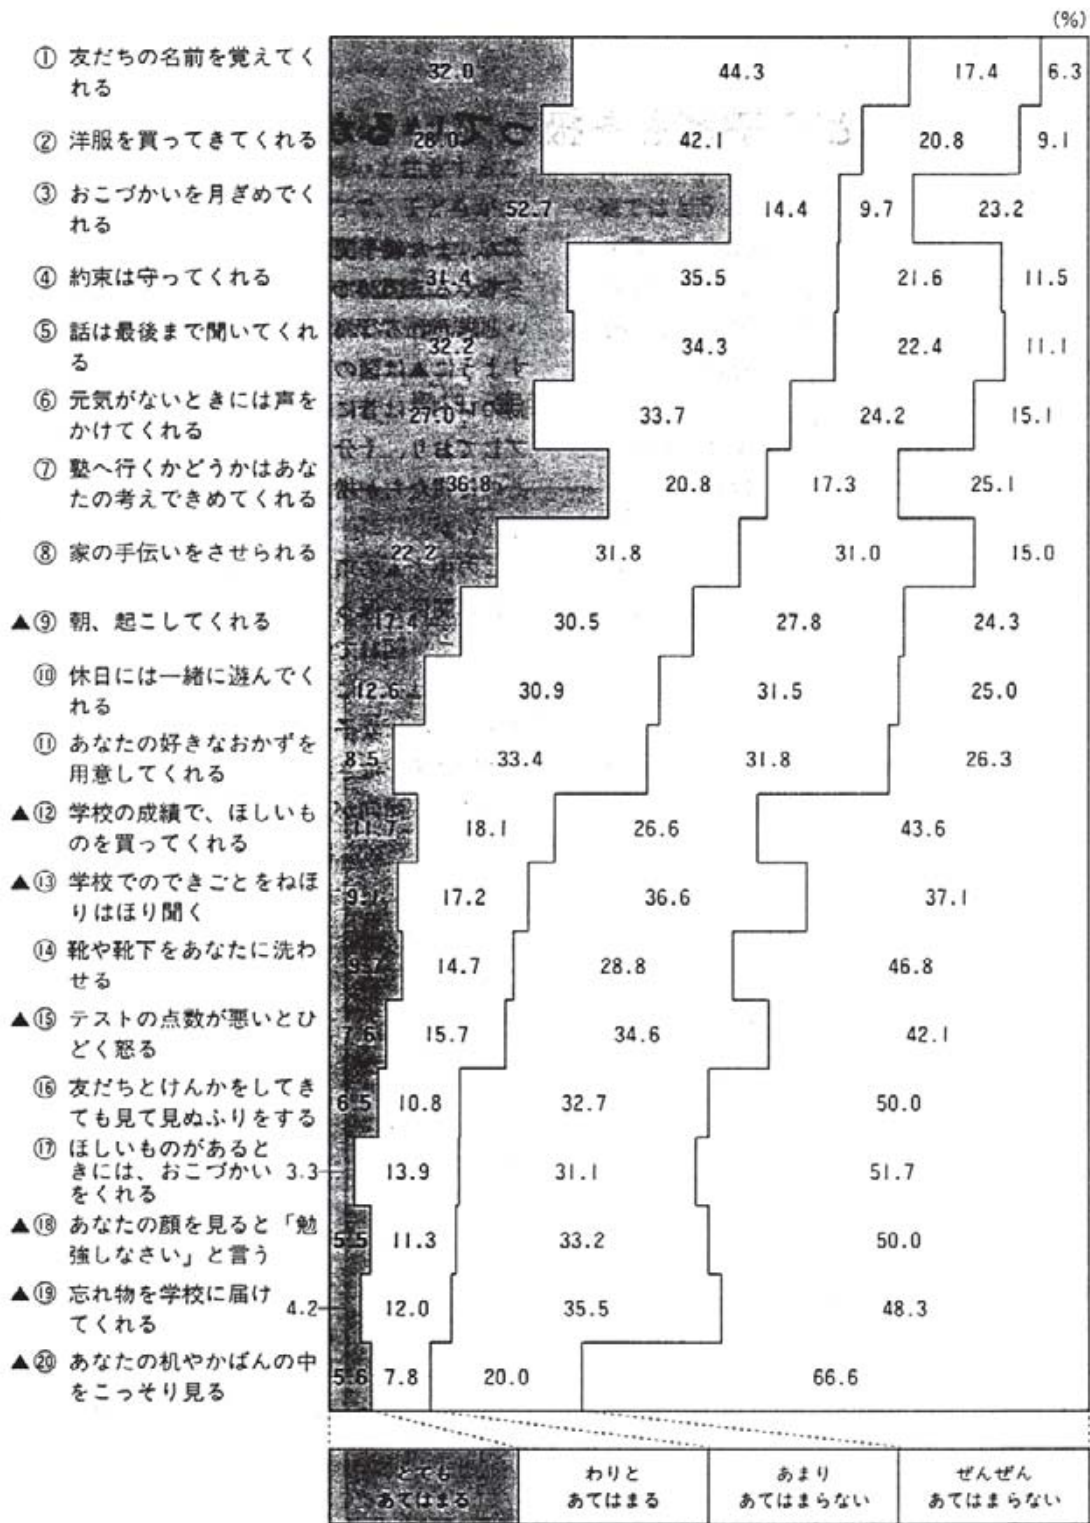 (%)
① 友だちの名前を覚えてく
れる
32.0 44.3 17.4 6.3
② 洋服を買ってきてくれる
28.0 42.1 20.8 9.1
③ おこづかいを月ぎめでく
れる
52.7 14.4 9.7 23.2
④ 約束は守ってくれる
31.4 35.5 21.6 11.5
⑤ 話は最後まで聞いてくれ
る
32.2 34.3 22.4 11.1
⑥ 元気がないときには声を
かけてくれる
27.0 33.7 24.2 15.1
⑦ 塾へ行くかどうかはあな
たの考えできめてくれる
36.8 20.8 17.3 25.1
⑧ 家の手伝いをさせられる
22.2 31.8 31.0 15.0
▲⑨ 朝、起こしてくれる
17.4 30.5 27.8 24.3
⑩ 休日には一緒に遊んでく
れる
12.6 30.9 31.5 25.0
⑪ あなたの好きなおかずを
用意してくれる
8.5 33.4 31.8 26.3
▲⑫ 学校の成績で、ほしいも
のを買ってくれる
11.7 18.1 26.6 43.6
▲⑬ 学校でのできごとをねほ
りはほり聞く
9.1 17.2 36.6 37.1
⑭ 靴や靴下をあなたに洗わ
せる
9.7 14.7 28.8 46.8
▲⑮ テストの点数が悪いとひ
どく怒る
7.6 15.7 34.6 42.1
⑯ 友だちとけんかをしてき
ても見て見ぬふりをする
6.5 10.8 32.7 50.0
⑰ ほしいものがあると
きには、おこづかい
をくれる
3.3 13.9 31.1 51.7
▲⑱ あなたの顔を見ると「勉
強しなさい」と言う
5.5 11.3 33.2 50.0
▲⑲ 忘れ物を学校に届け
てくれる
4.2 12.0 35.5 48.3
▲⑳ あなたの机やかばんの中
をこっそり見る
5.6 7.8 20.0 66.6
とても
あてはまる
わりと
あてはまる
あまり
あてはまらない
ぜんぜん
あてはまらない